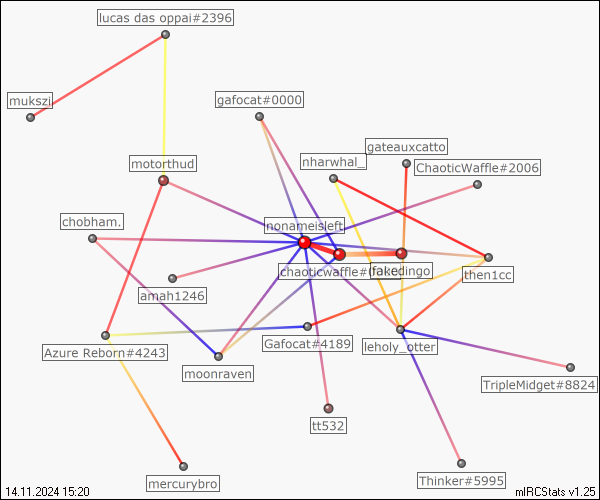 lucas das oppai#2396
mukszi
gafocat#0000
gateauxcatto
nharwhal_
ChaoticWaffle#2006
motorthud
chobham.
nonameisleft
chaoticwaffle#0
fakedingo
then1cc
amah1246
Azure Reborn#4243
moonraven
Gafocat#4189
leholy_otter
TripleMidget#8824
tt532
mercurybro
Thinker#5995
14.11.2024 15:20
mIRCStats v1.25